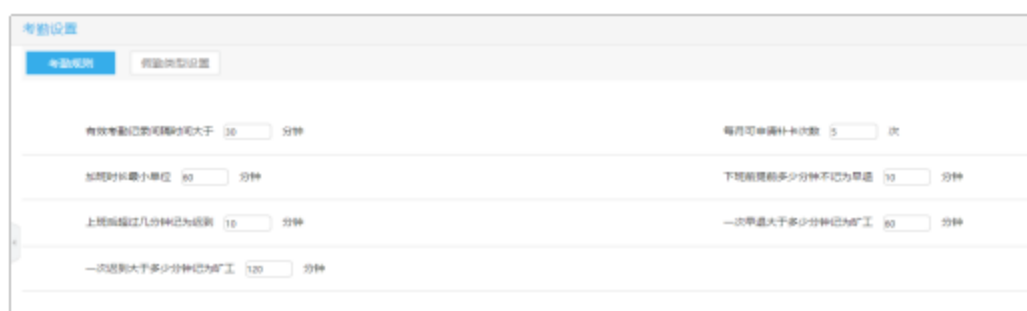 考勤设置
考勤规则 假勤类型设置
有效考勤记录间隔时间大于 30 分钟 每月可申请补卡次数 5 次
加班时长最小单位 60 分钟 下班前提前多少分钟不记为早退 10 分钟
上班后超过几分钟记为迟到 10 分钟 一次早退大于多少分钟记为旷工 60 分钟
一次迟到大于多少分钟记为旷工 120 分钟